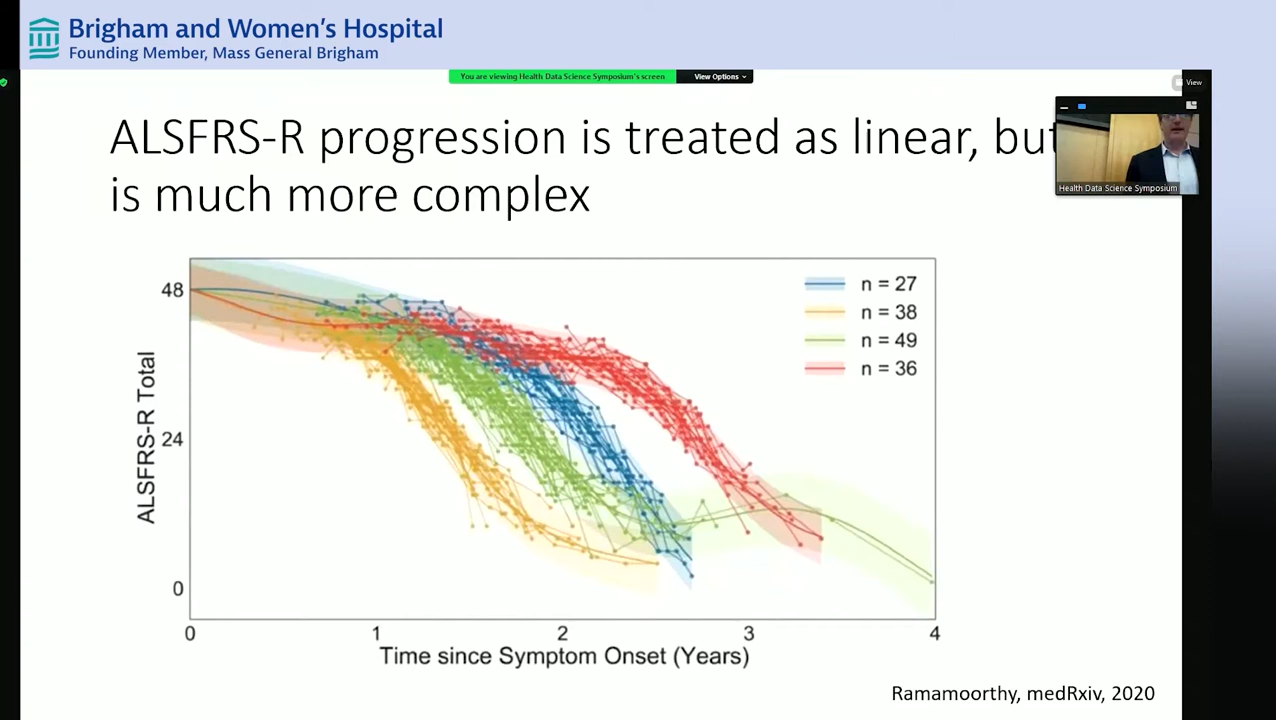 Brigham and Women's Hospital
Founding Member, Mass General Brigham
You are viewing Health Data Science Symposium's screen
View Options
View
ALSFRS-R progression is treated as linear, but
is much more complex
Health Data Science Symposium
48
24
0
ALSFRS-R Total
n = 27
n = 38
n = 49
n = 36
0 1 2 3 4
Time since Symptom Onset (Years)
Ramamoorthy, medRxiv, 2020